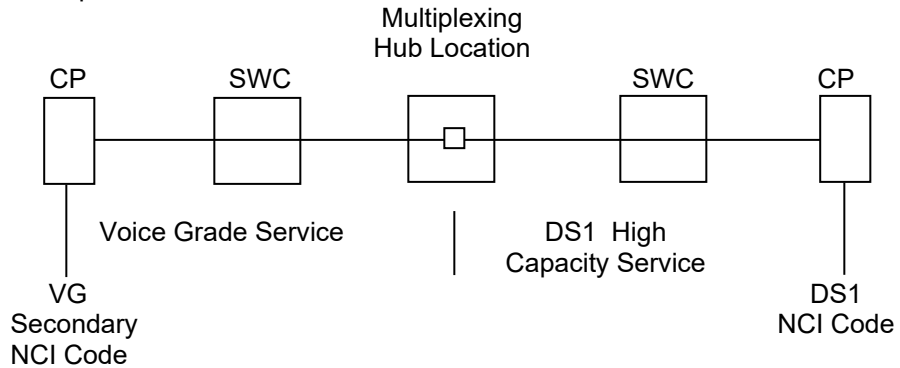 Multiplexing
Hub Location
CP
SWC
SWC
CP
Voice Grade Service
DS1 High
Capacity Service
VG
Secondary
NCI Code
DS1
NCI Code